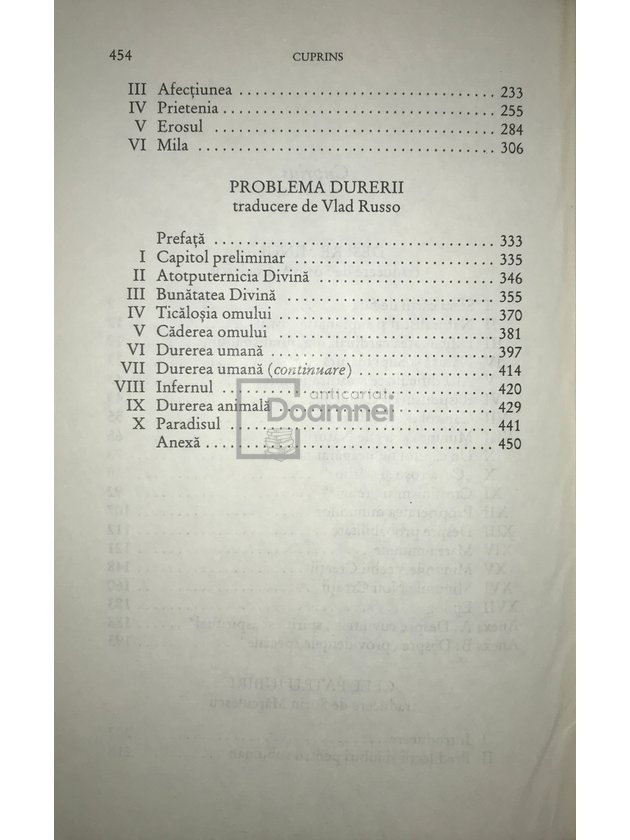 454 CUPRINS
III Afecțiunea 233
IV Prietenia 255
V Erosul 284
VI Mila 306
PROBLEMA DURERII
traducere de Vlad Russo
Prefață 333
I Capitol preliminar 335
II Atotputernicia Divină 346
III Bunătatea Divină 355
IV Ticăloșia omului 370
V Căderea omului 381
VI Durerea umană 397
VII Durerea umană (continuare) 414
VIII Infernul 420
anticariat
Doamnei
IX Durerea animală 429
X Paradisul 441
Anexă 450